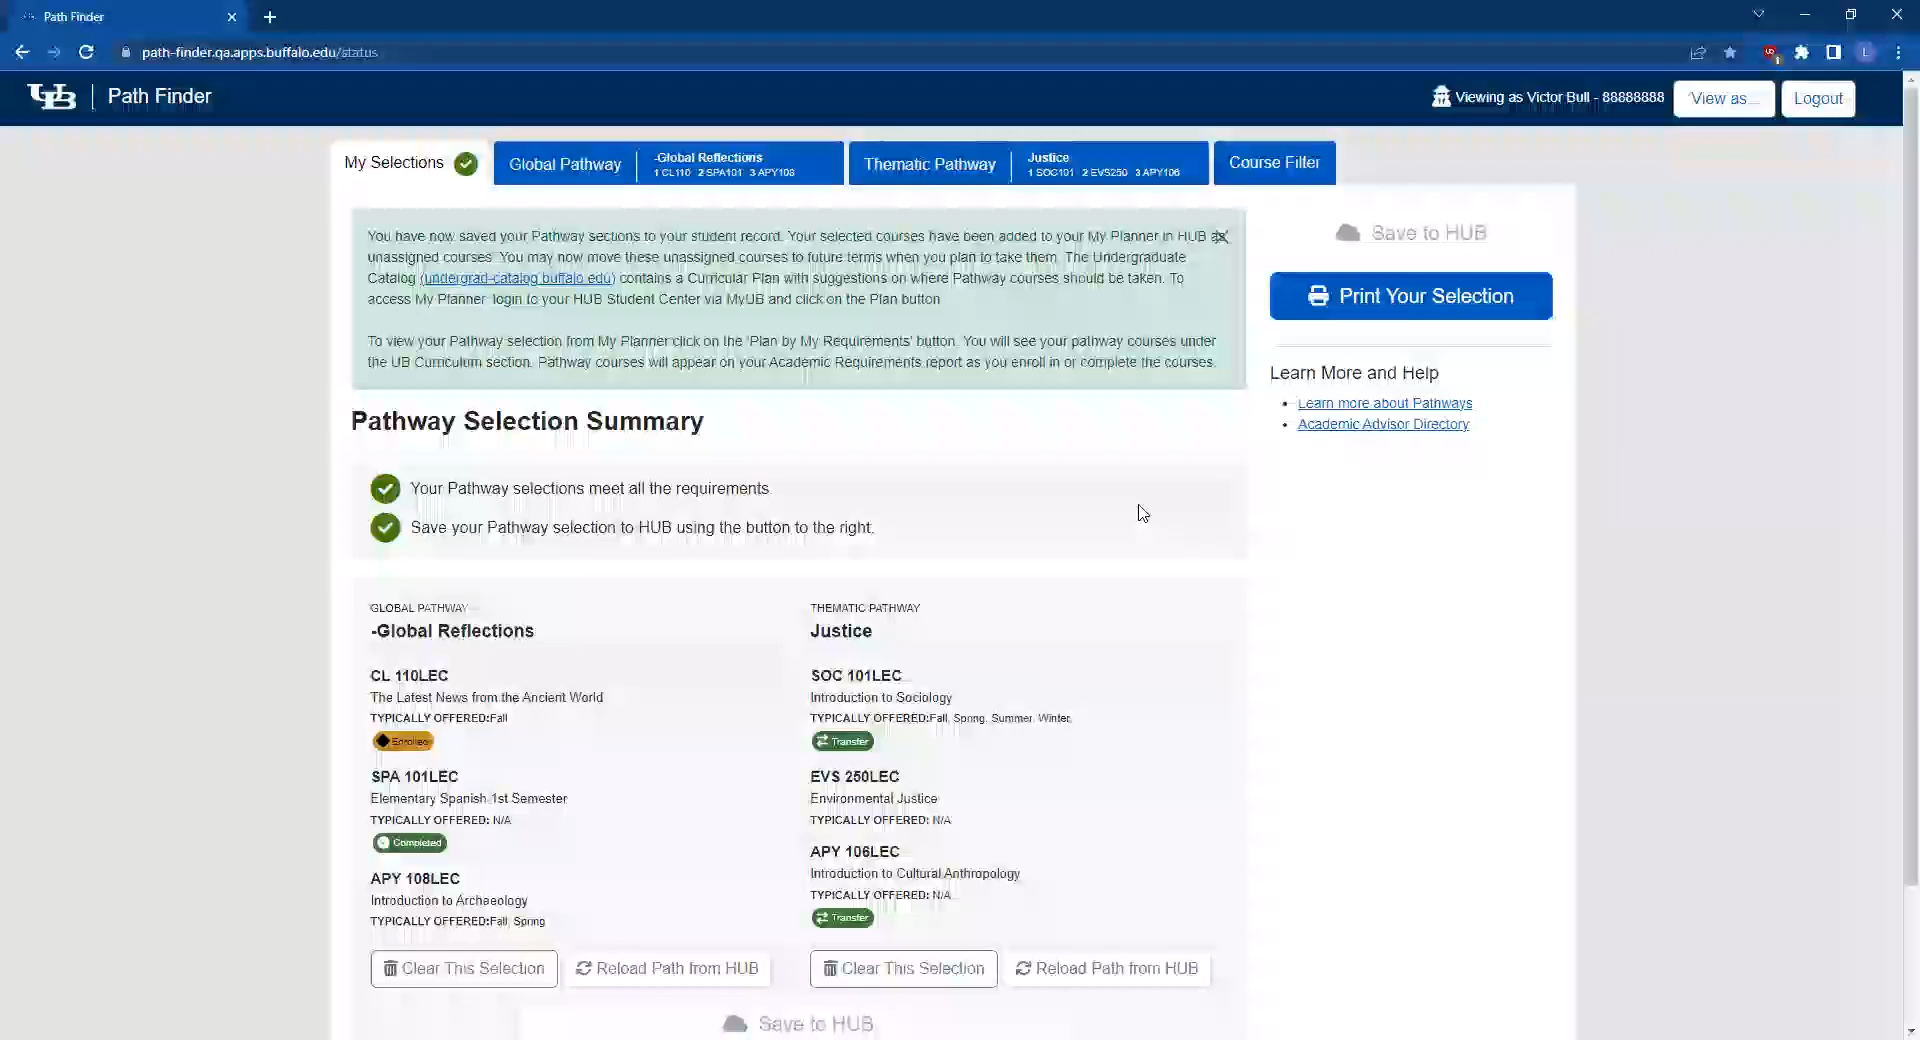 Path Finder
path-finder.qa.apps.buffalo.edu/status
UB Path Finder
Viewing as Victor Bull - 88888888
View as...
Logout
My Selections
Global Pathway
-Global Reflections
1 CL110 2 SPA101 3 APY108
Thematic Pathway
Justice
1 SOC101 2 EVS250 3 APY106
Course Filter
You have now saved your Pathway sections to your student record. Your selected courses have been added to your My Planner in HUB as
unassigned courses. You may now move these unassigned courses to future terms when you plan to take them. The Undergraduate
Catalog (undergrad-catalog.buffalo.edu) contains a Curricular Plan with suggestions on where Pathway courses should be taken. To
access My Planner, login to your HUB Student Center via MyUB and click on the Plan button
To view your Pathway selection from My Planner click on the 'Plan by My Requirements' button. You will see your pathway courses under
the UB Curriculum section. Pathway courses will appear on your Academic Requirements report as you enroll in or complete the courses.
Save to HUB
Print Your Selection
Learn More and Help
Learn more about Pathways
Academic Advisor Directory
Pathway Selection Summary
Your Pathway selections meet all the requirements.
Save your Pathway selection to HUB using the button to the right.
GLOBAL PATHWAY
-Global Reflections
CL 110LEC
The Latest News from the Ancient World
TYPICALLY OFFERED:Fall
Enrolled
SPA 101LEC
Elementary Spanish 1st Semester
TYPICALLY OFFERED: N/A
Completed
APY 108LEC
Introduction to Archaeology
TYPICALLY OFFERED:Fall, Spring
Clear This Selection
Reload Path from HUB
THEMATIC PATHWAY
Justice
SOC 101LEC
Introduction to Sociology
TYPICALLY OFFERED:Fall, Spring, Summer, Winter
Transfer
EVS 250LEC
Environmental Justice
TYPICALLY OFFERED: N/A
APY 106LEC
Introduction to Cultural Anthropology
TYPICALLY OFFERED: N/A
Transfer
Clear This Selection
Reload Path from HUB
Save to HUB